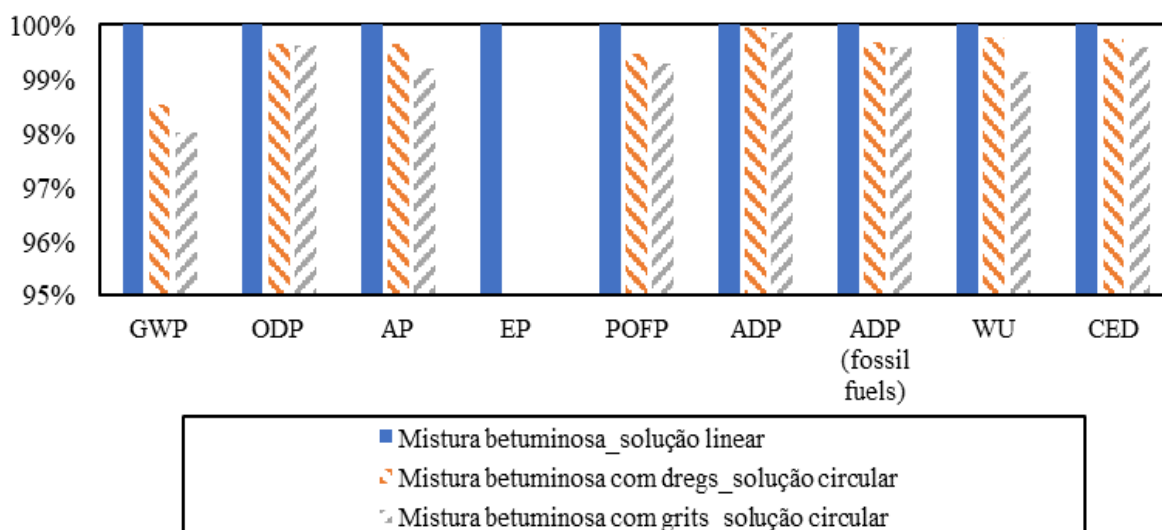 100%
99%
98%
97%
96%
95%
GWP
ODP
AP
EP
POFP
ADP
ADP
(fossil
fuels)
WU
CED
Mistura betuminosa_solução linear
Mistura betuminosa com dregs_solução circular
Mistura betuminosa com grits_solução circular